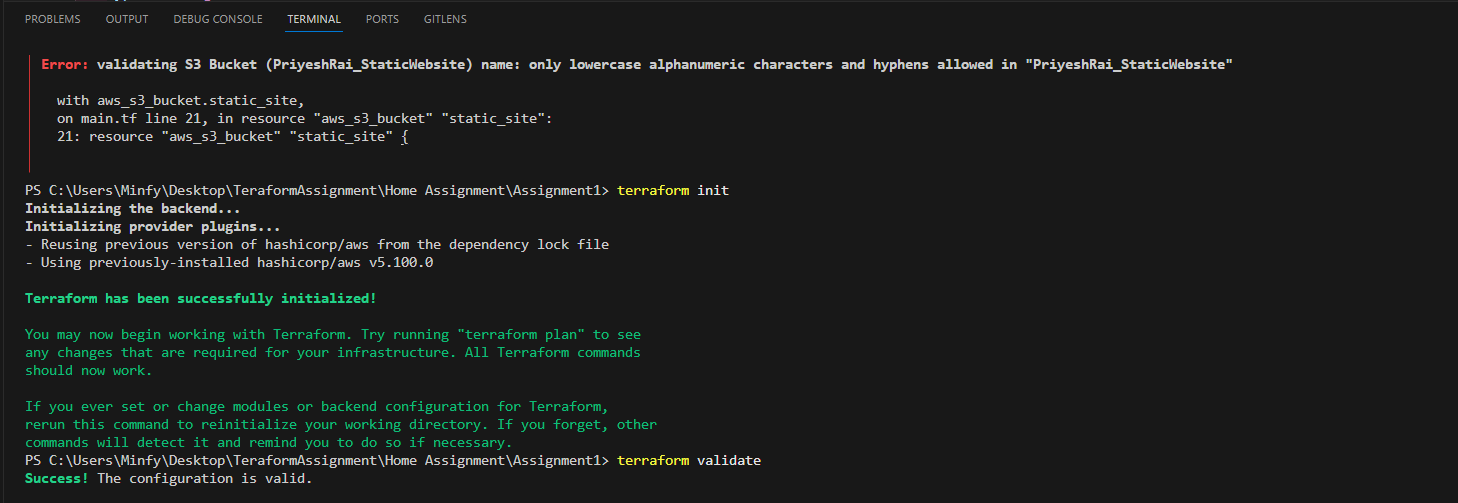 PROBLEMS OUTPUT DEBUG CONSOLE TERMINAL PORTS GITLENS
Error: validating S3 Bucket (PriyeshRai_StaticWebsite) name: only lowercase alphanumeric characters and hyphens allowed in "PriyeshRai_StaticWebsite"
with aws_s3_bucket.static_site,
on main.tf line 21, in resource "aws_s3_bucket" "static_site":
21: resource "aws_s3_bucket" "static_site" {
PS C:\Users\Minfy\Desktop\TeraformAssignment\Home Assignment\Assignment1> terraform init
Initializing the backend...
Initializing provider plugins...
- Reusing previous version of hashicorp/aws from the dependency lock file
- Using previously-installed hashicorp/aws v5.100.0
Terraform has been successfully initialized!
You may now begin working with Terraform. Try running "terraform plan" to see
any changes that are required for your infrastructure. All Terraform commands
should now work.
If you ever set or change modules or backend configuration for Terraform,
rerun this command to reinitialize your working directory. If you forget, other
commands will detect it and remind you to do so if necessary.
PS C:\Users\Minfy\Desktop\TeraformAssignment\Home Assignment\Assignment1> terraform validate
Success! The configuration is valid.